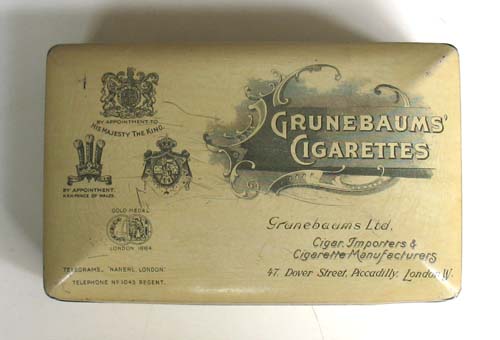 BY APPOINTMENT TO
HIS MAJESTY THE KING.
BY APPOINTMENT.
H.R.H. PRINCE OF WALES.
GOLD MEDAL
LONDON 1884
TELEGRAMS, "NANERL LONDON"
TELEPHONE Nº 1045 REGENT.
GRUNEBAUMS'
CIGARETTES
Grunebaums Ltd,
Cigar Importers &
Cigarette Manufacturers
47, Dover Street, Piccadilly, London W.